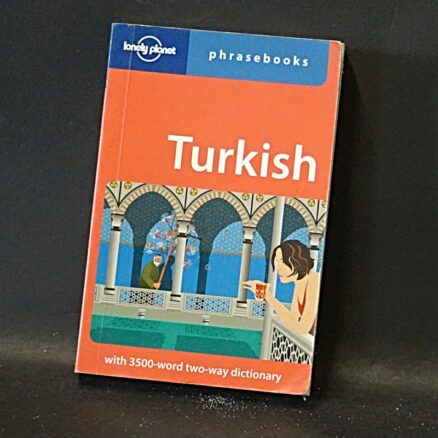 lonely planet
phrasebooks
Turkish
with 3500-word two-way dictionary